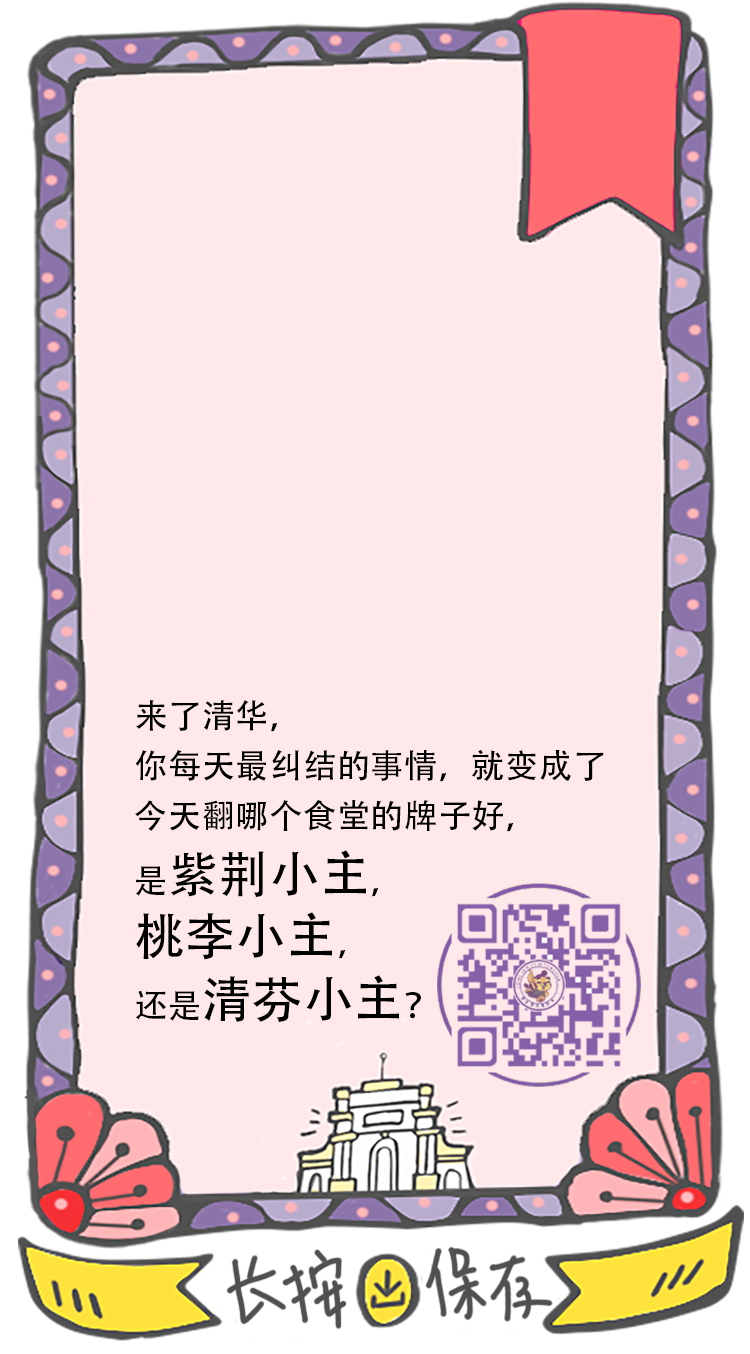 来了清华,
你每天最纠结的事情, 就变成了
今天翻哪个食堂的牌子好,
是紫荆小主,
桃李小主,
还是清芬小主?
长按 保存